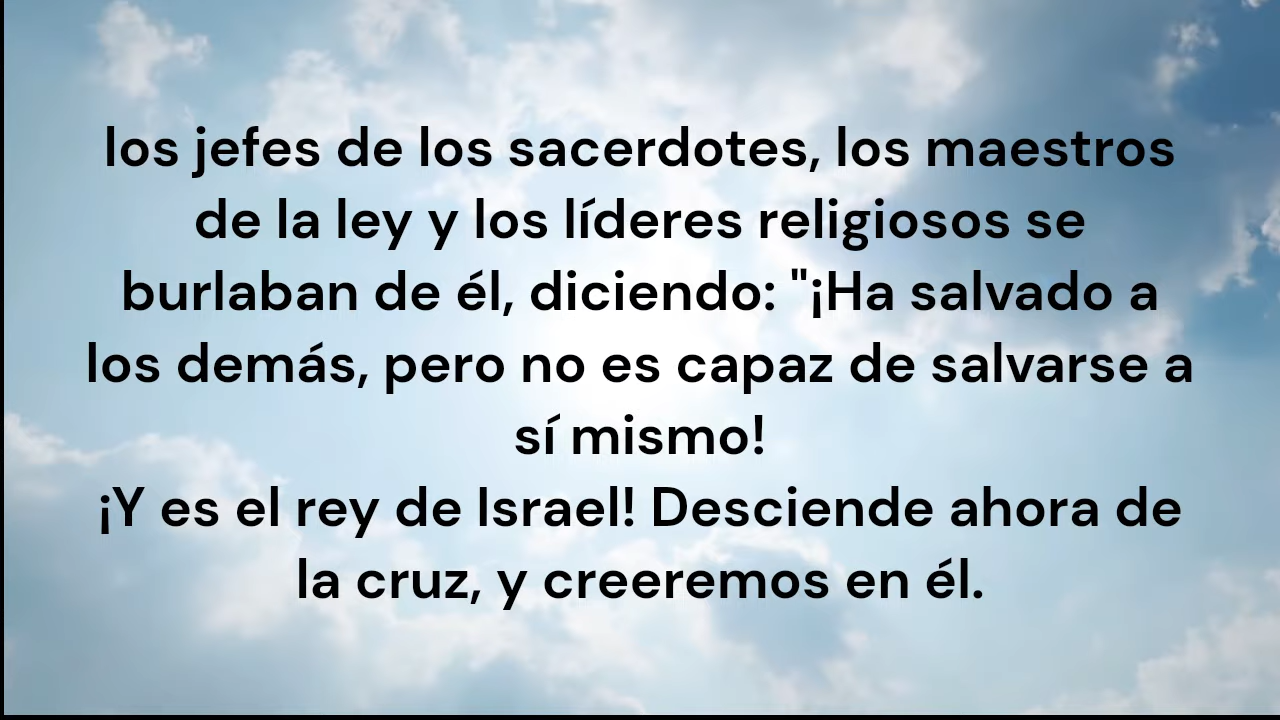 los jefes de los sacerdotes, los maestros
de la ley y los líderes religiosos se
burlaban de él, diciendo: "¡Ha salvado a
los demás, pero no es capaz de salvarse a
sí mismo!
¡Y es el rey de Israel! Desciende ahora de
la cruz, y creeremos en él.